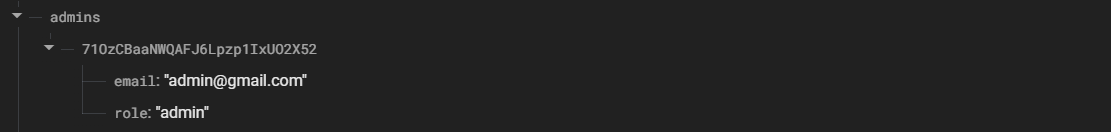 admins
71OzCBaaNWQAFJ6Lpzp1IxUO2X52
email: "admin@gmail.com"
role: "admin"